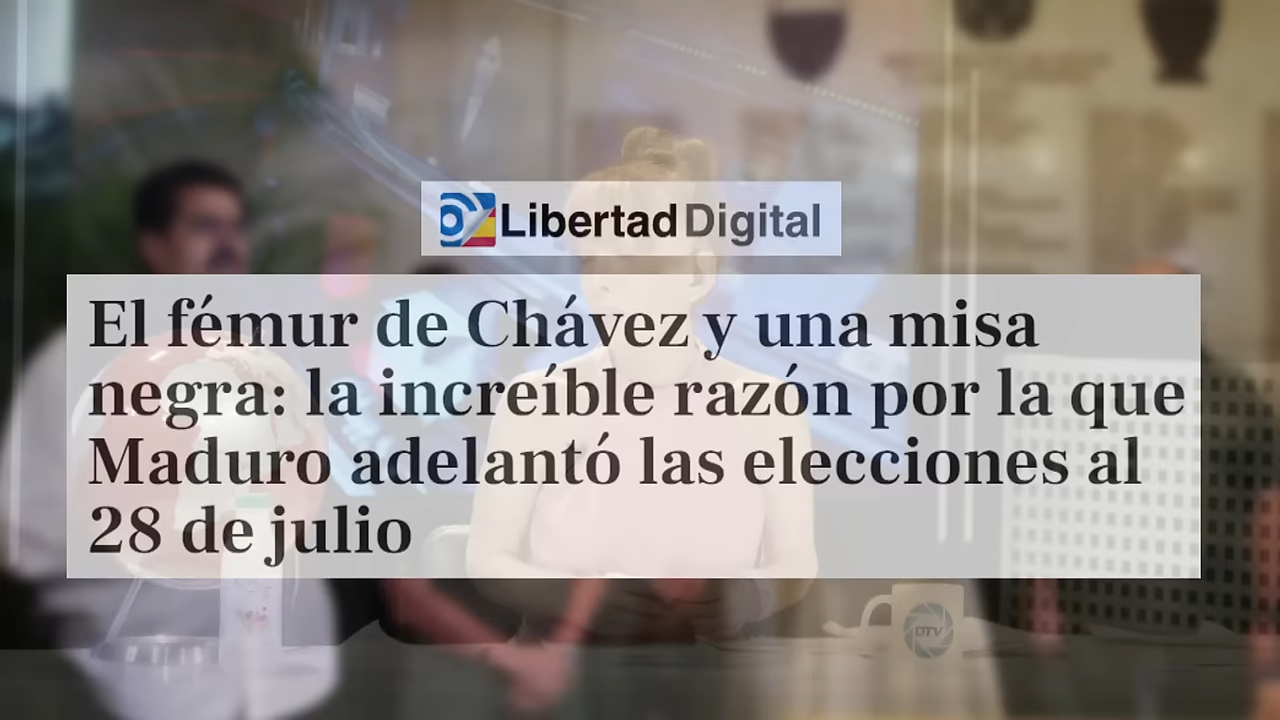 Libertad Digital
El fémur de Chávez y una misa
negra: la increíble razón por la que
Maduro adelantó las elecciones al
28 de julio
DTV